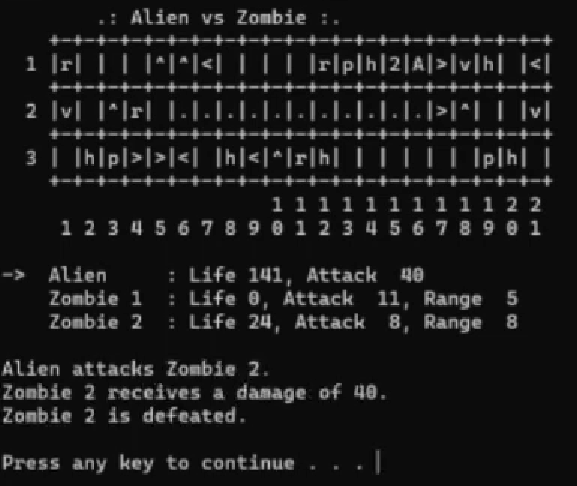 .: Alien vs Zombie :.
    +-+-+-+-+-+-+-+-+-+-+-+-+-+-+-+-+-+-+-+-+-+
  1 |r| | | |^|^|<| | | | |r|p|h|2|A|>|v|h| |<|
    +-+-+-+-+-+-+-+-+-+-+-+-+-+-+-+-+-+-+-+-+-+
  2 |v| |^|r| |.|.|.|.|.|.|.|.|.|.|.|>|^| | |v|
    +-+-+-+-+-+-+-+-+-+-+-+-+-+-+-+-+-+-+-+-+-+
  3 | |h|p|>|>|<| |h|<|^|r|h| | | | | | |p|h| |
    +-+-+-+-+-+-+-+-+-+-+-+-+-+-+-+-+-+-+-+-+-+
                       1 1 1 1 1 1 1 1 1 1 2 2
     1 2 3 4 5 6 7 8 9 0 1 2 3 4 5 6 7 8 9 0 1
->  Alien     : Life 141, Attack  40
    Zombie 1  : Life 0, Attack  11, Range  5
    Zombie 2  : Life 24, Attack  8, Range  8
Alien attacks Zombie 2.
Zombie 2 receives a damage of 40.
Zombie 2 is defeated.
Press any key to continue . . .